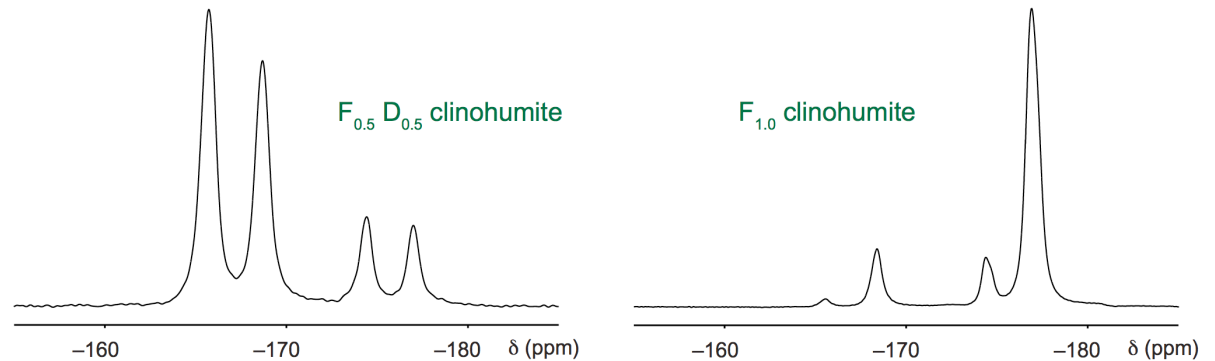 F₀.₅ D₀.₅ clinohumite
–160 –170 –180 δ (ppm)
F₁.₀ clinohumite
–160 –170 –180 δ (ppm)